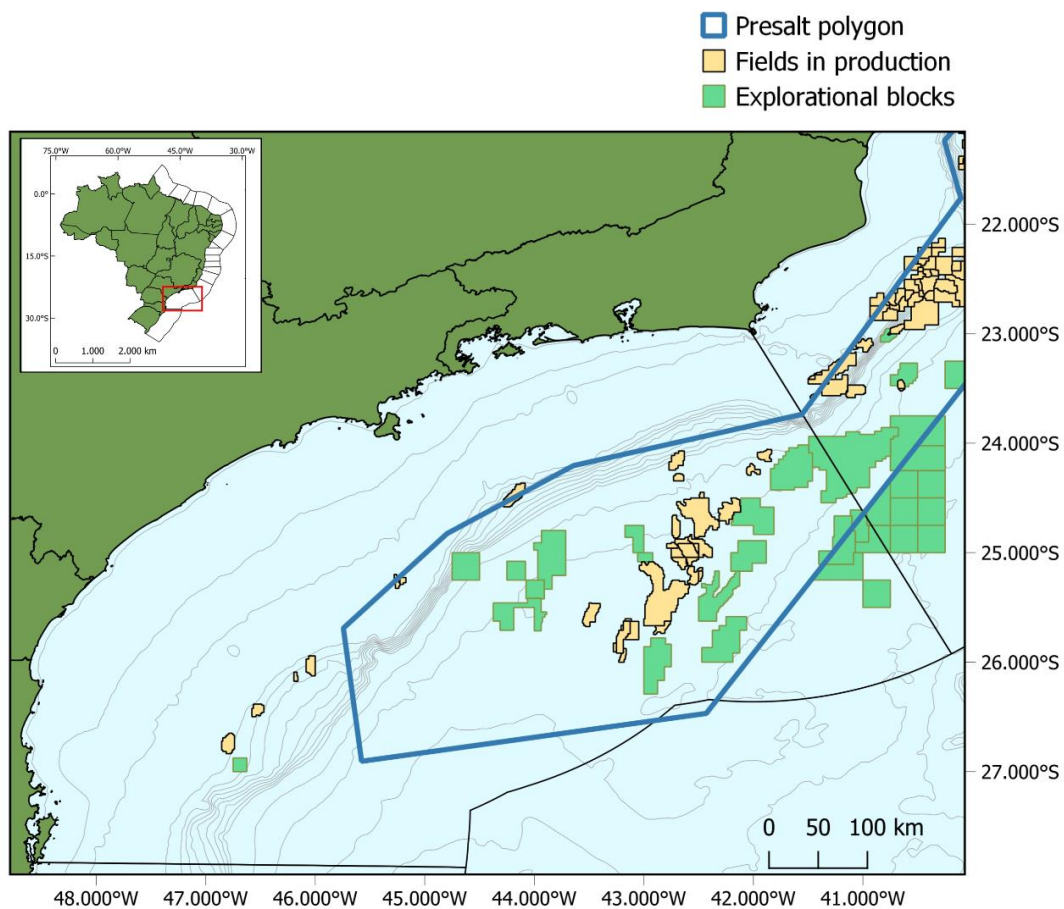 Presalt polygon
Fields in production
Explorational blocks
75.0°W 60.0°W 45.0°W 30.0°W
0.0°
15.0°S
30.0°S
0 1.000 2.000 km
22.000°S
23.000°S
24.000°S
25.000°S
26.000°S
27.000°S
0 50 100 km
48.000°W 47.000°W 46.000°W 45.000°W 44.000°W 43.000°W 42.000°W 41.000°W